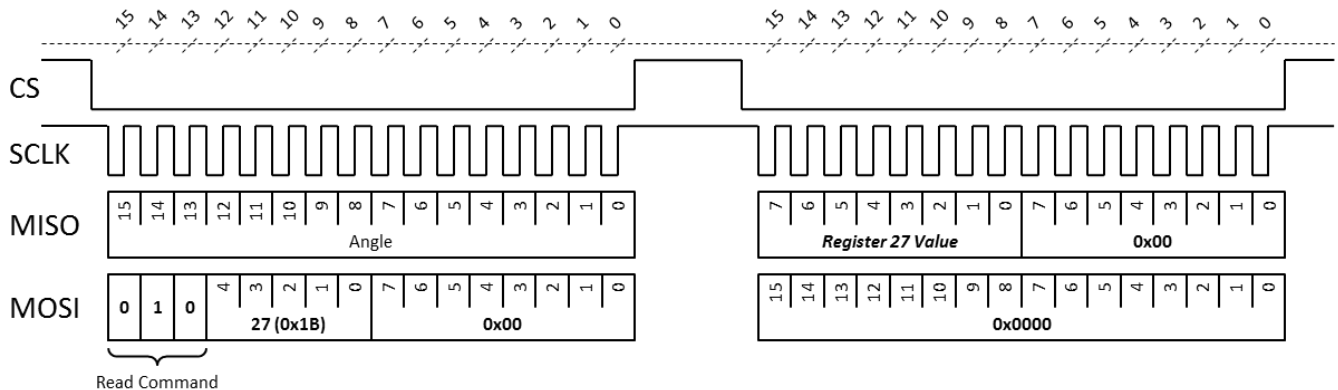 15 14 13 12 11 10 9 8 7 6 5 4 3 2 1 0 15 14 13 12 11 10 9 8 7 6 5 4 3 2 1 0
CS
SCLK
MISO 15 14 13 12 11 10 9 8 7 6 5 4 3 2 1 0 7 6 5 4 3 2 1 0 7 6 5 4 3 2 1 0
Angle Register 27 Value 0x00
MOSI 0 1 0 4 3 2 1 0 7 6 5 4 3 2 1 0 15 14 13 12 11 10 9 8 7 6 5 4 3 2 1 0
27 (0x1B) 0x00 0x0000
Read Command